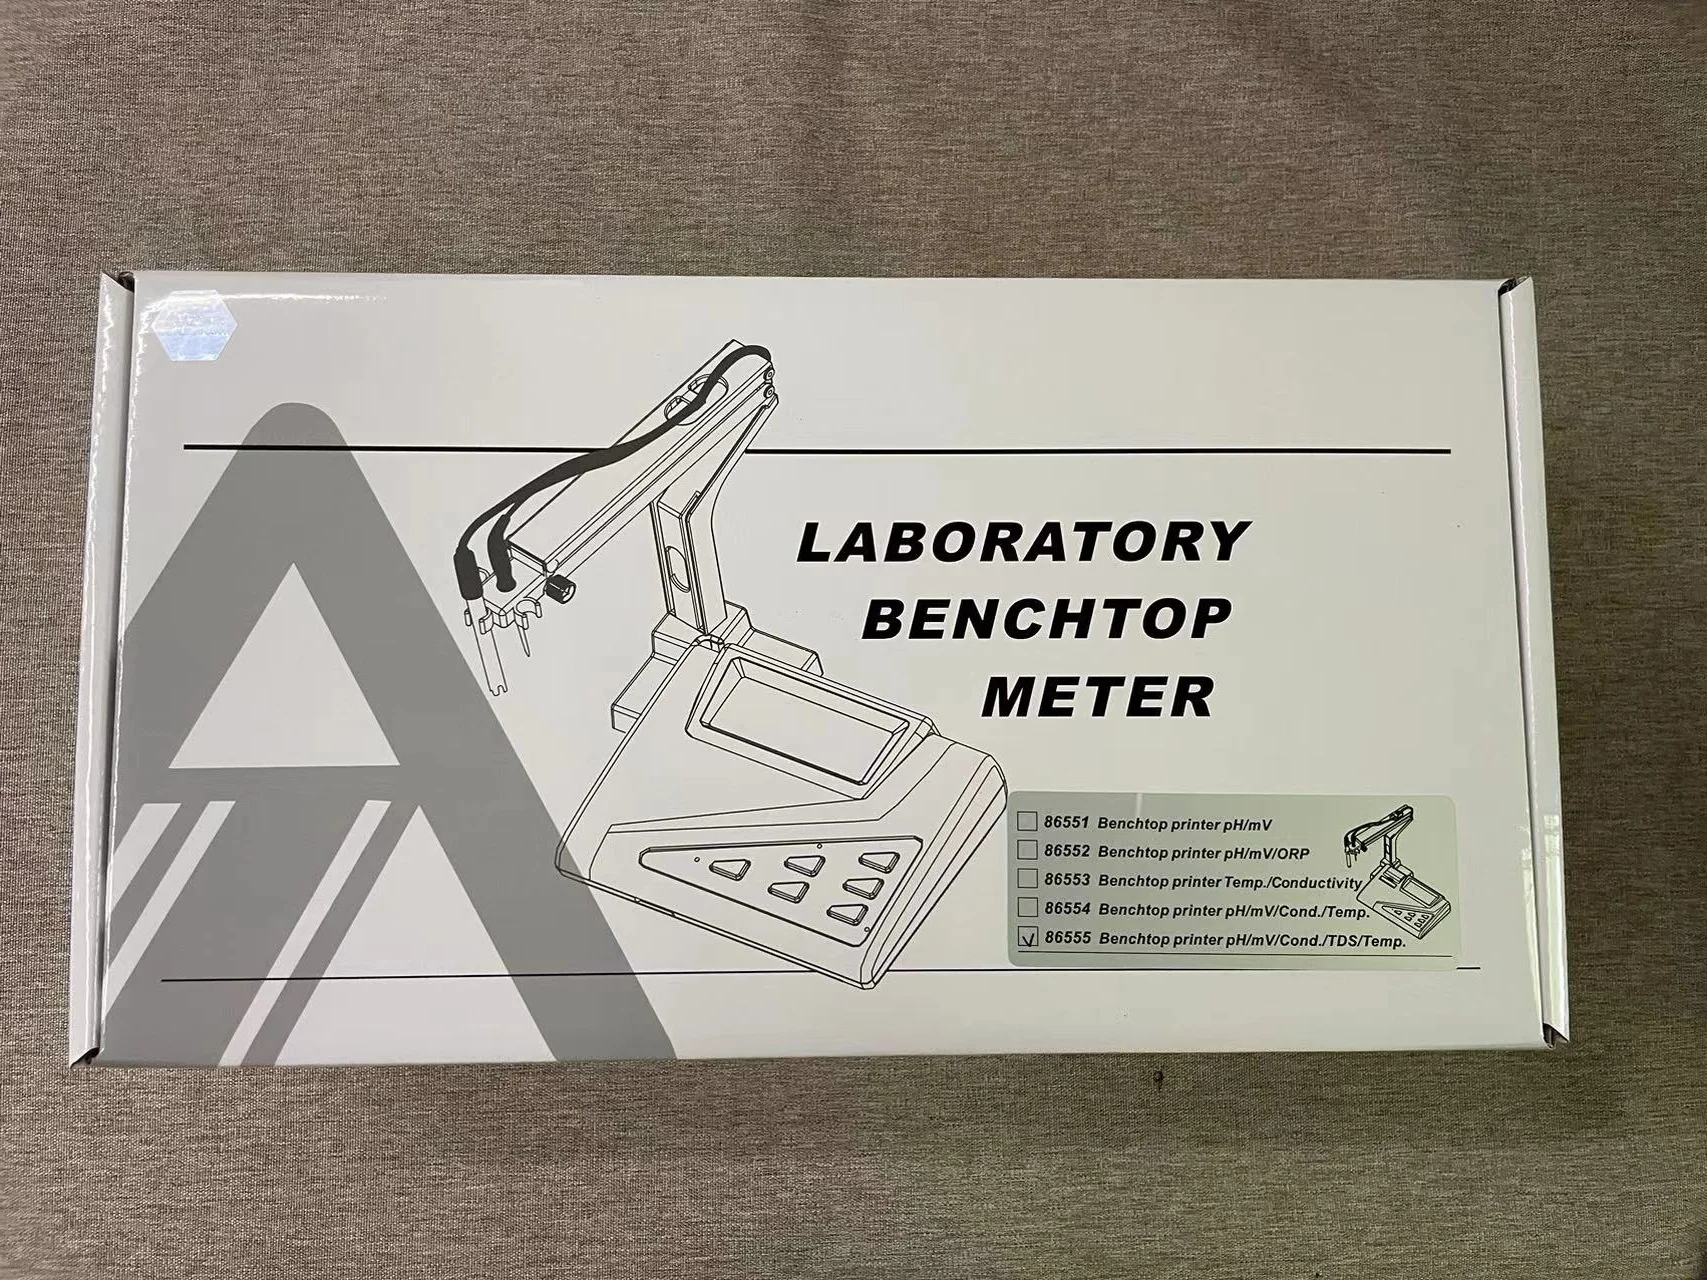 LABORATORY
BENCHTOP
METER
86551 Benchtop printer pH/mV
86552 Benchtop printer pH/mV/ORP
86553 Benchtop printer Temp./Conductivity
86554 Benchtop printer pH/mV/Cond./Temp.
86555 Benchtop printer pH/mV/Cond./TDS/Temp.